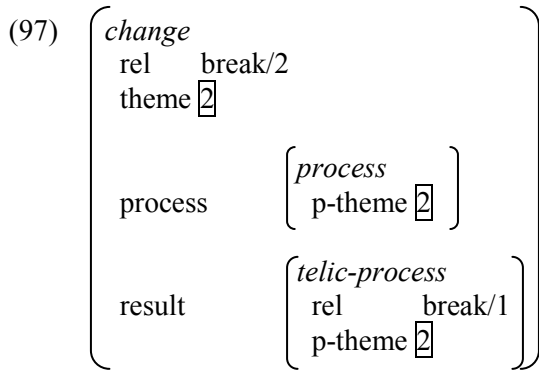 (97) change
rel break/2
theme 2
process
process p-theme 2
telic-process
result rel break/1
p-theme 2